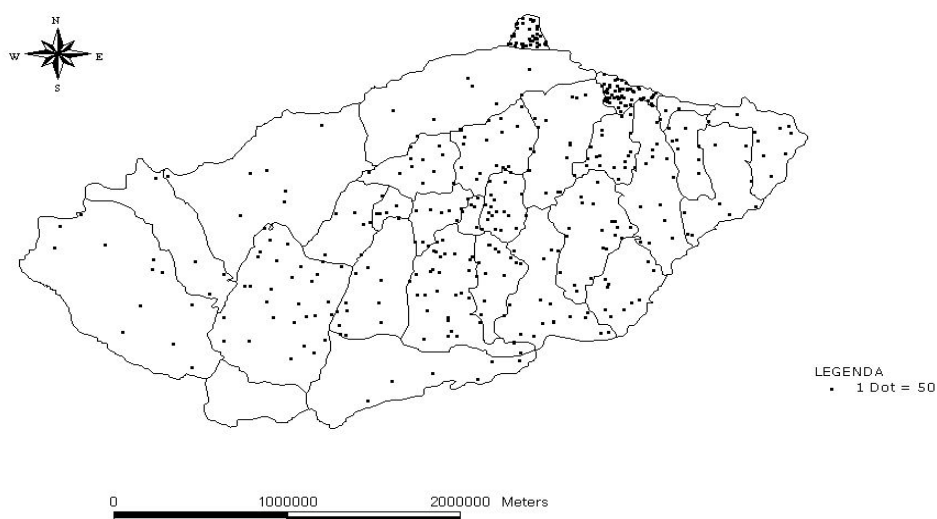 N
W E
S
LEGENDA
1 Dot = 50
0 1000000 2000000 Meters